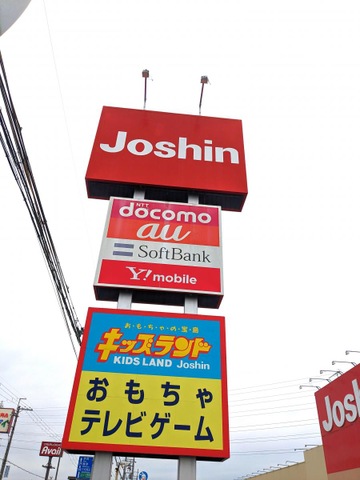 Joshin
NTT
docomo
au
SoftBank
Y!mobile
お・も・ちゃ・の・宝・島
キッズランド
KIDS LAND Joshin
おもちゃ
テレビゲーム
Avail
Joshin